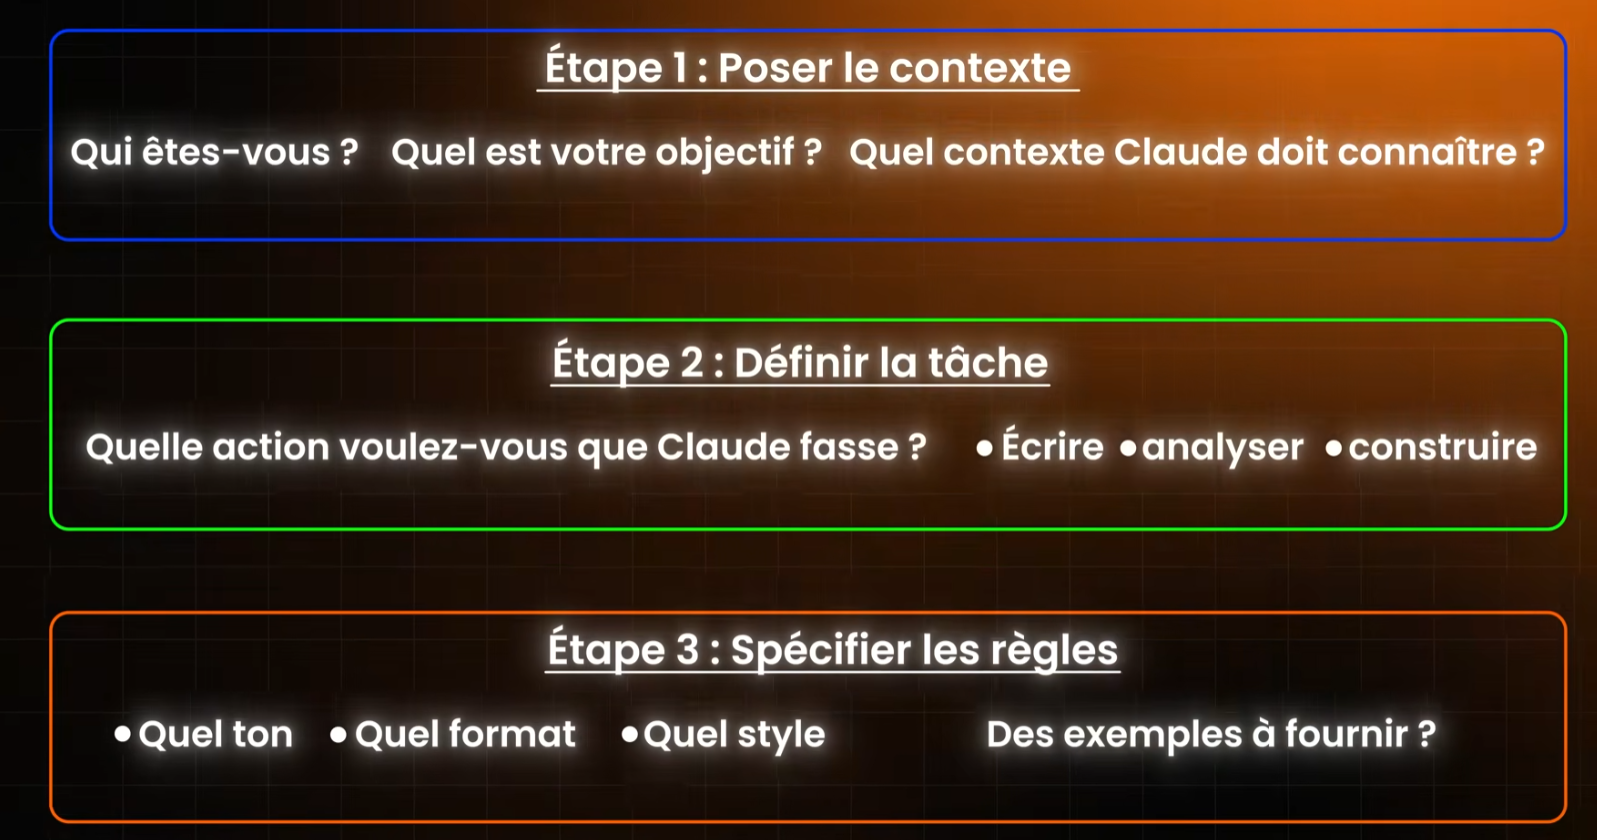 Étape 1 : Poser le contexte
Qui êtes-vous ? Quel est votre objectif ? Quel contexte Claude doit connaître ?
Étape 2 : Définir la tâche
Quelle action voulez-vous que Claude fasse ? • Écrire • analyser • construire
Étape 3 : Spécifier les règles
• Quel ton • Quel format • Quel style Des exemples à fournir ?